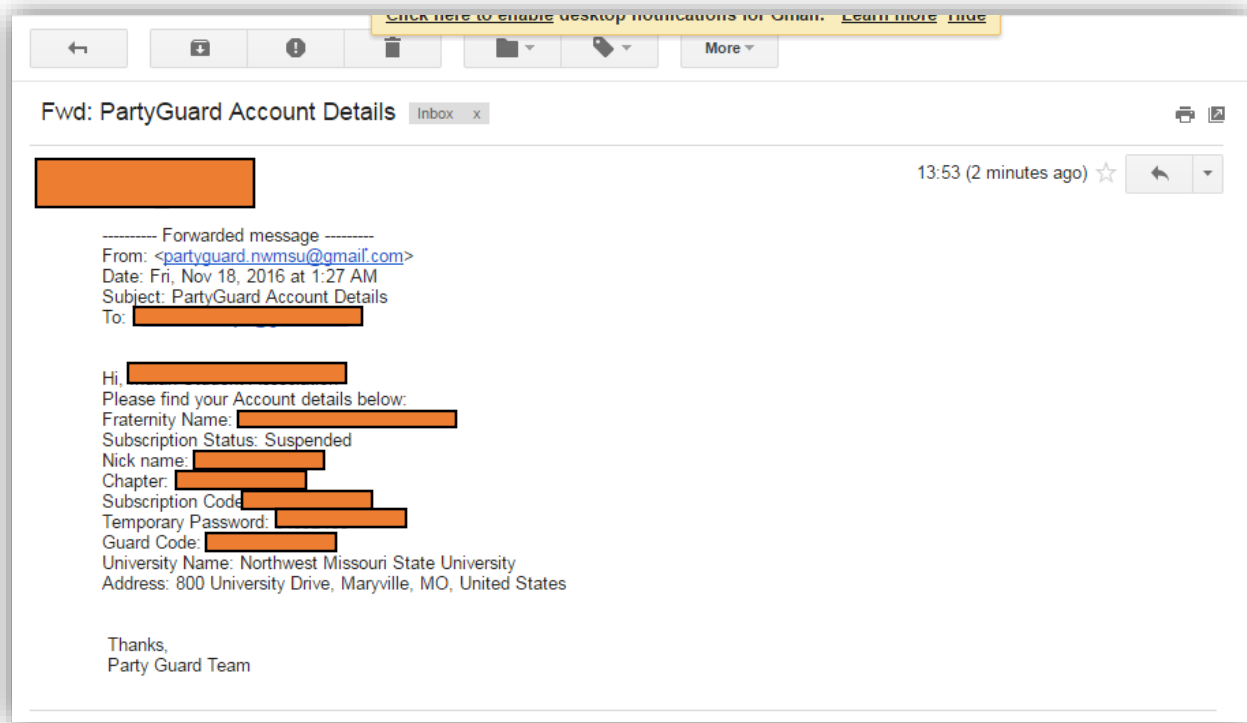 Click here to enable desktop notifications for Gmail. Learn more Hide
More
Fwd: PartyGuard Account Details Inbox x
13:53 (2 minutes ago)
---------- Forwarded message ---------
From: <partyguard.nwmsu@gmail.com>
Date: Fri, Nov 18, 2016 at 1:27 AM
Subject: PartyGuard Account Details
To:
Hi,
Please find your Account details below:
Fraternity Name:
Subscription Status: Suspended
Nick name:
Chapter:
Subscription Code
Temporary Password:
Guard Code:
University Name: Northwest Missouri State University
Address: 800 University Drive, Maryville, MO, United States
Thanks,
Party Guard Team